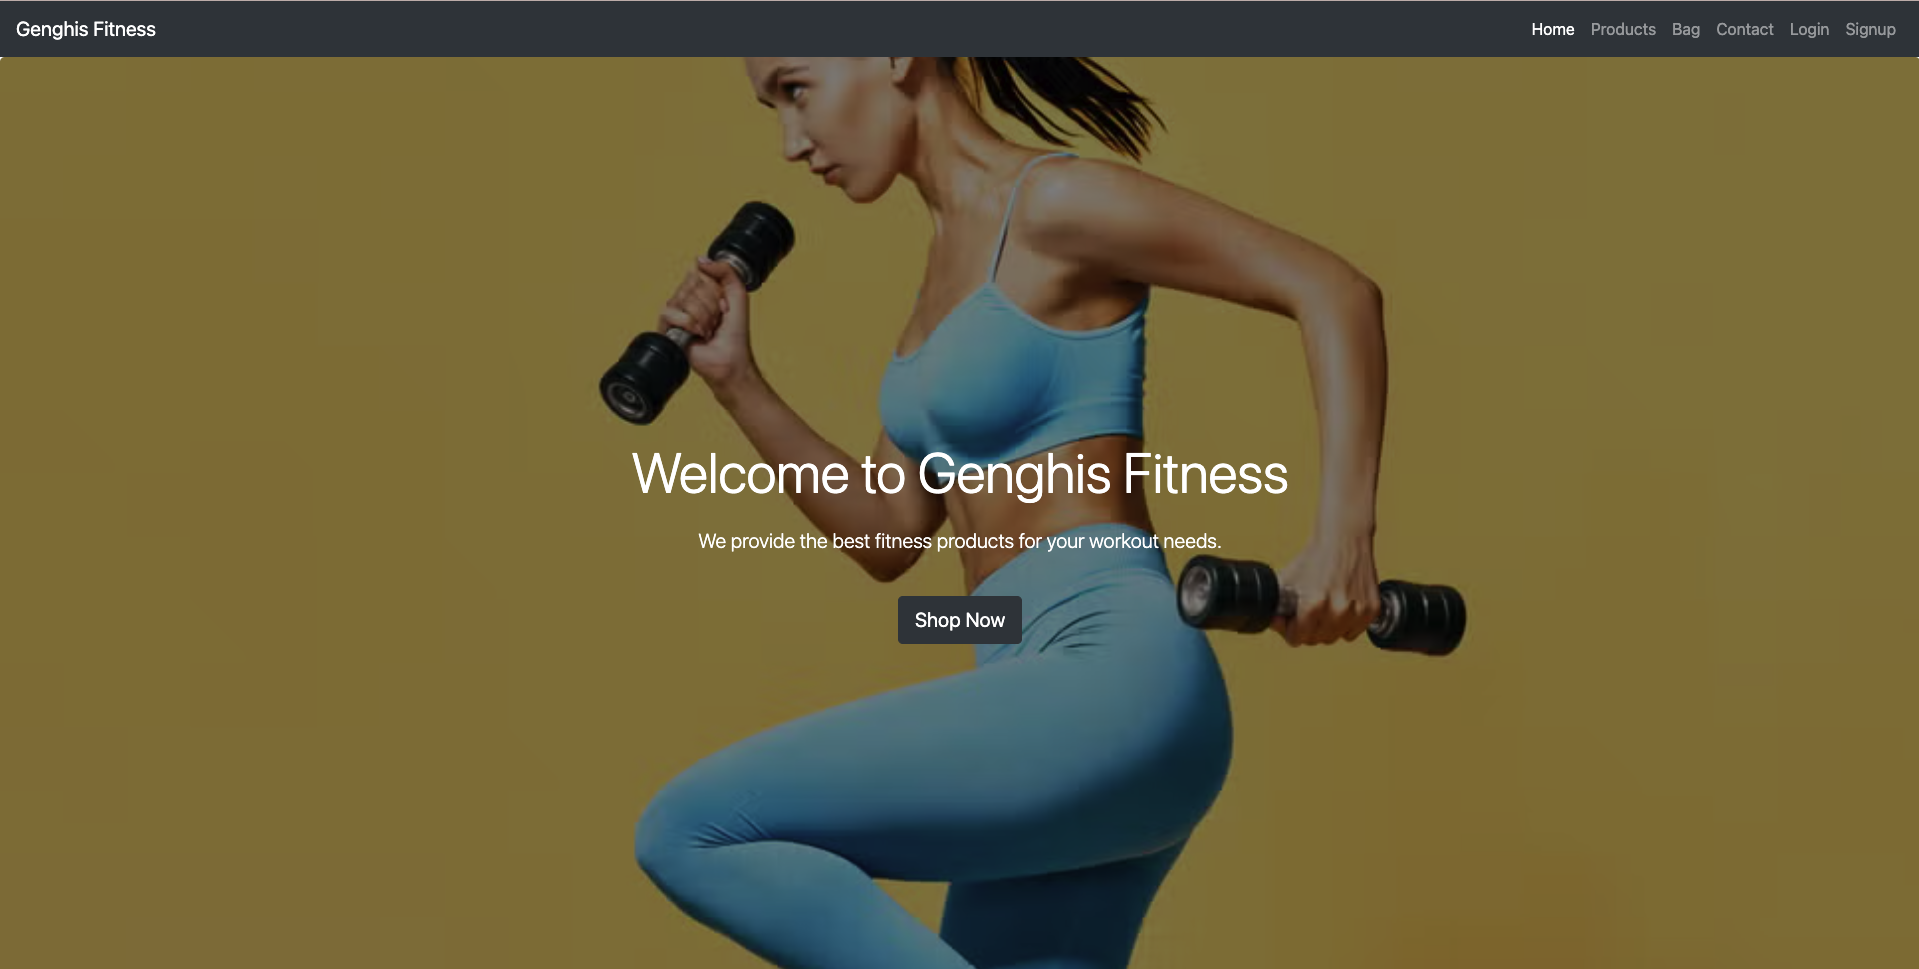 Genghis Fitness
Home Products Bag Contact Login Signup
Welcome to Genghis Fitness
We provide the best fitness products for your workout needs.
Shop Now